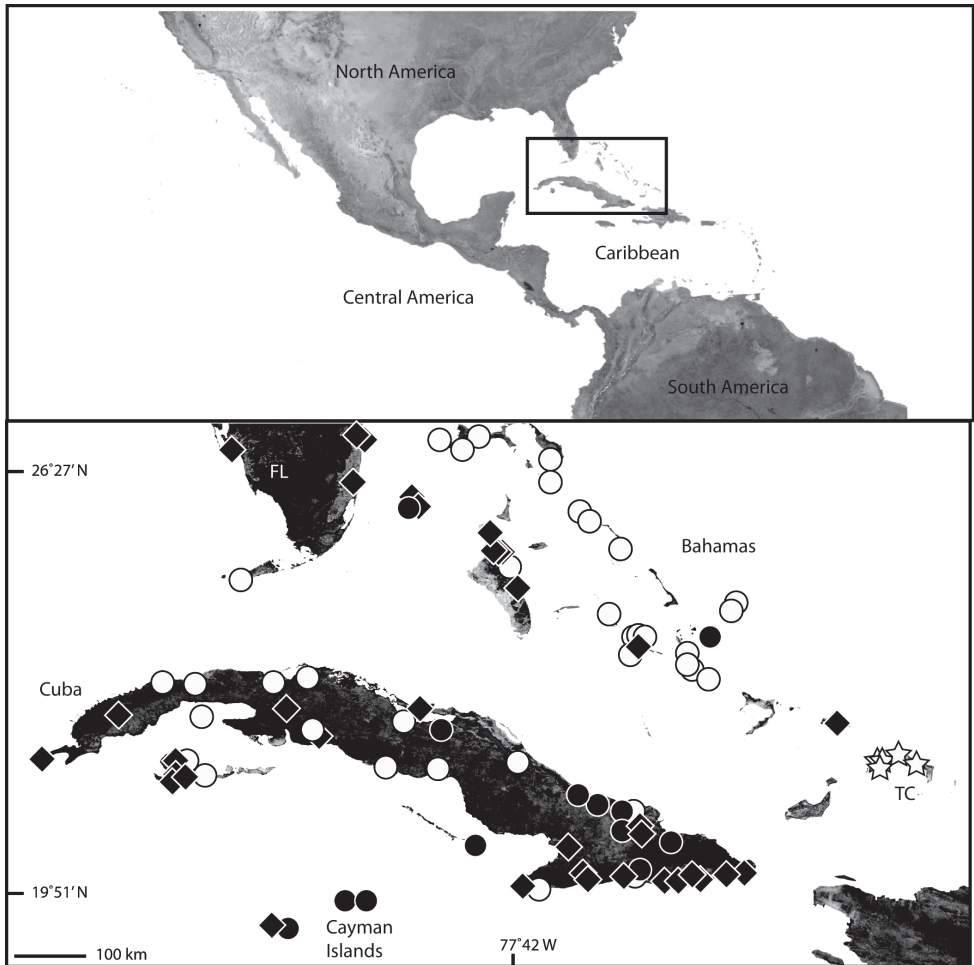 North America
Caribbean
Central America
South America
26°27' N
FL
Bahamas
Cuba
TC
19°51' N
Cayman
Islands
77°42 W
100 km